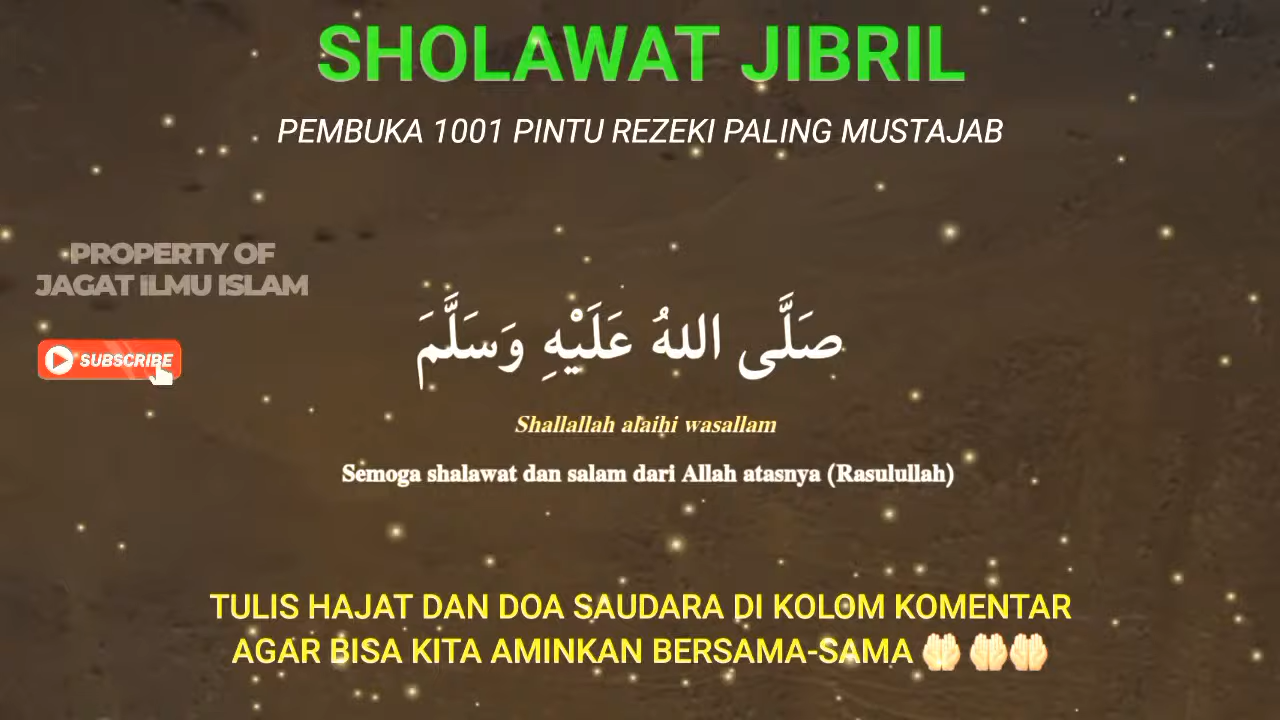 SHOLAWAT JIBRIL
PEMBUKA 1001 PINTU REZEKI PALING MUSTAJAB
PROPERTY OF
JAGAT ILMU ISLAM
SUBSCRIBE
صَلَّى اللهُ عَلَيْهِ وَسَلَّمَ
Shallallah alaihi wasallam
Semoga shalawat dan salam dari Allah atasnya (Rasulullah)
TULIS HAJAT DAN DOA SAUDARA DI KOLOM KOMENTAR
AGAR BISA KITA AMINKAN BERSAMA-SAMA 🤲🏻 🤲🏻🤲🏻